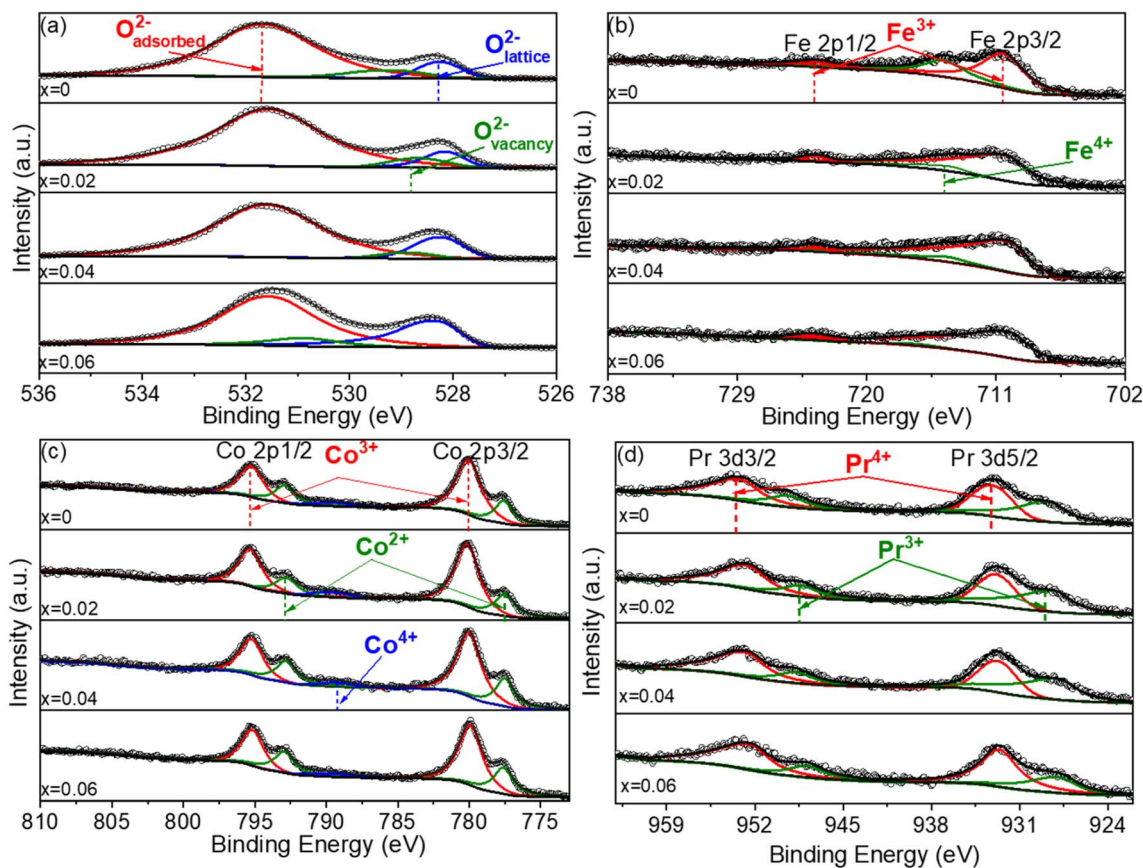 (a)
O2-adsorbed
O2-lattice
x=0
O2-vacancy
x=0.02
x=0.04
x=0.06
Intensity (a.u.)
536 534 532 530 528 526
Binding Energy (eV)
(b)
Fe 2p1/2
Fe3+
Fe 2p3/2
x=0
Fe4+
x=0.02
x=0.04
x=0.06
Intensity (a.u.)
738 729 720 711 702
Binding Energy (eV)
(c)
Co 2p1/2
Co3+
Co 2p3/2
x=0
Co2+
x=0.02
Co4+
x=0.04
x=0.06
Intensity (a.u.)
810 805 800 795 790 785 780 775
Binding Energy (eV)
(d)
Pr 3d3/2
Pr4+
Pr 3d5/2
x=0
Pr3+
x=0.02
x=0.04
x=0.06
Intensity (a.u.)
959 952 945 938 931 924
Binding Energy (eV)